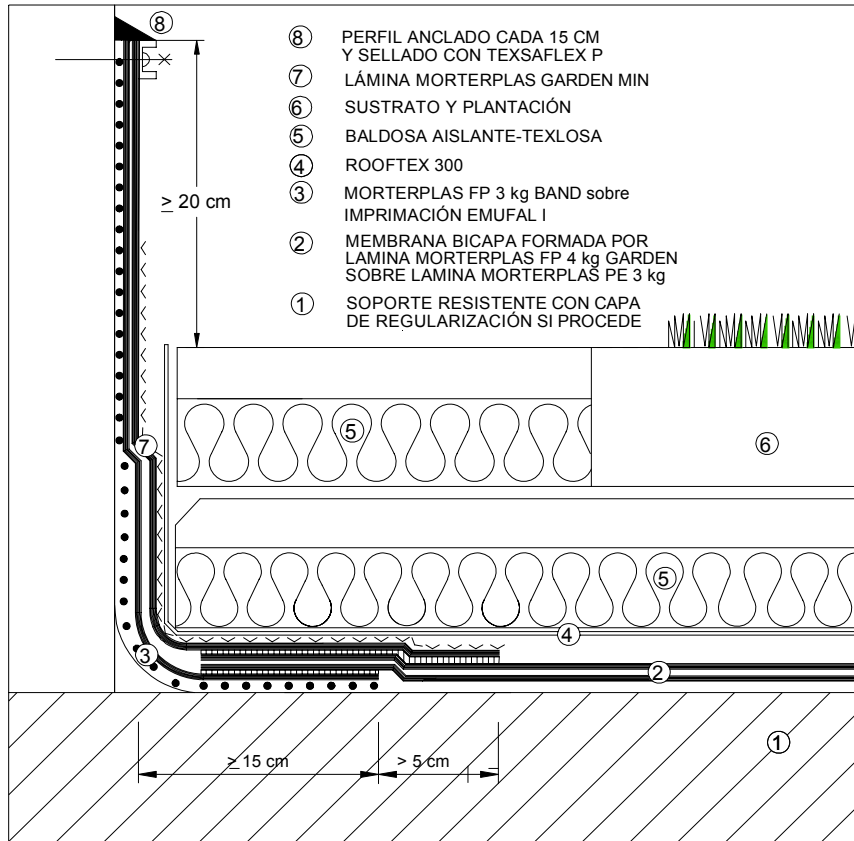 8 PERFIL ANCLADO CADA 15 CM
Y SELLADO CON TEXSAFLEX P
7 LÁMINA MORTERPLAS GARDEN MIN
6 SUSTRATO Y PLANTACIÓN
5 BALDOSA AISLANTE-TEXLOSA
4 ROOFTEX 300
3 MORTERPLAS FP 3 kg BAND sobre
IMPRIMACIÓN EMUFAL I
2 MEMBRANA BICAPA FORMADA POR
LAMINA MORTERPLAS FP 4 kg GARDEN
SOBRE LAMINA MORTERPLAS PE 3 kg
1 SOPORTE RESISTENTE CON CAPA
DE REGULARIZACIÓN SI PROCEDE
8
≥ 20 cm
5
6
7
5
4
3
2
1
≥ 15 cm
> 5 cm